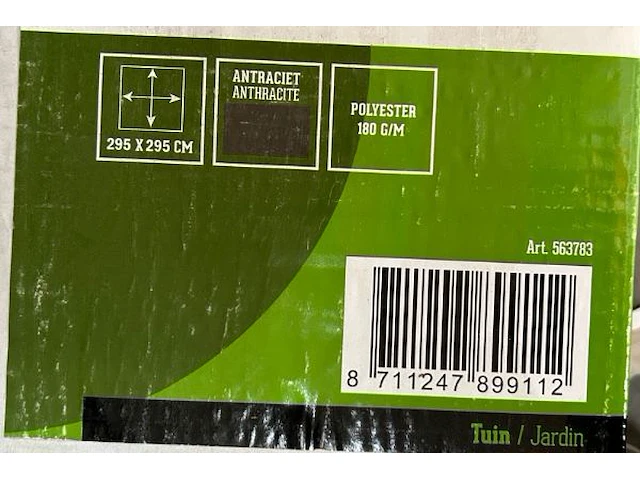 295 X 295 CM
ANTRACIET
ANTHRACITE
POLYESTER
180 G/M
Art. 563783
8 711247 899112
Tuin / Jardin